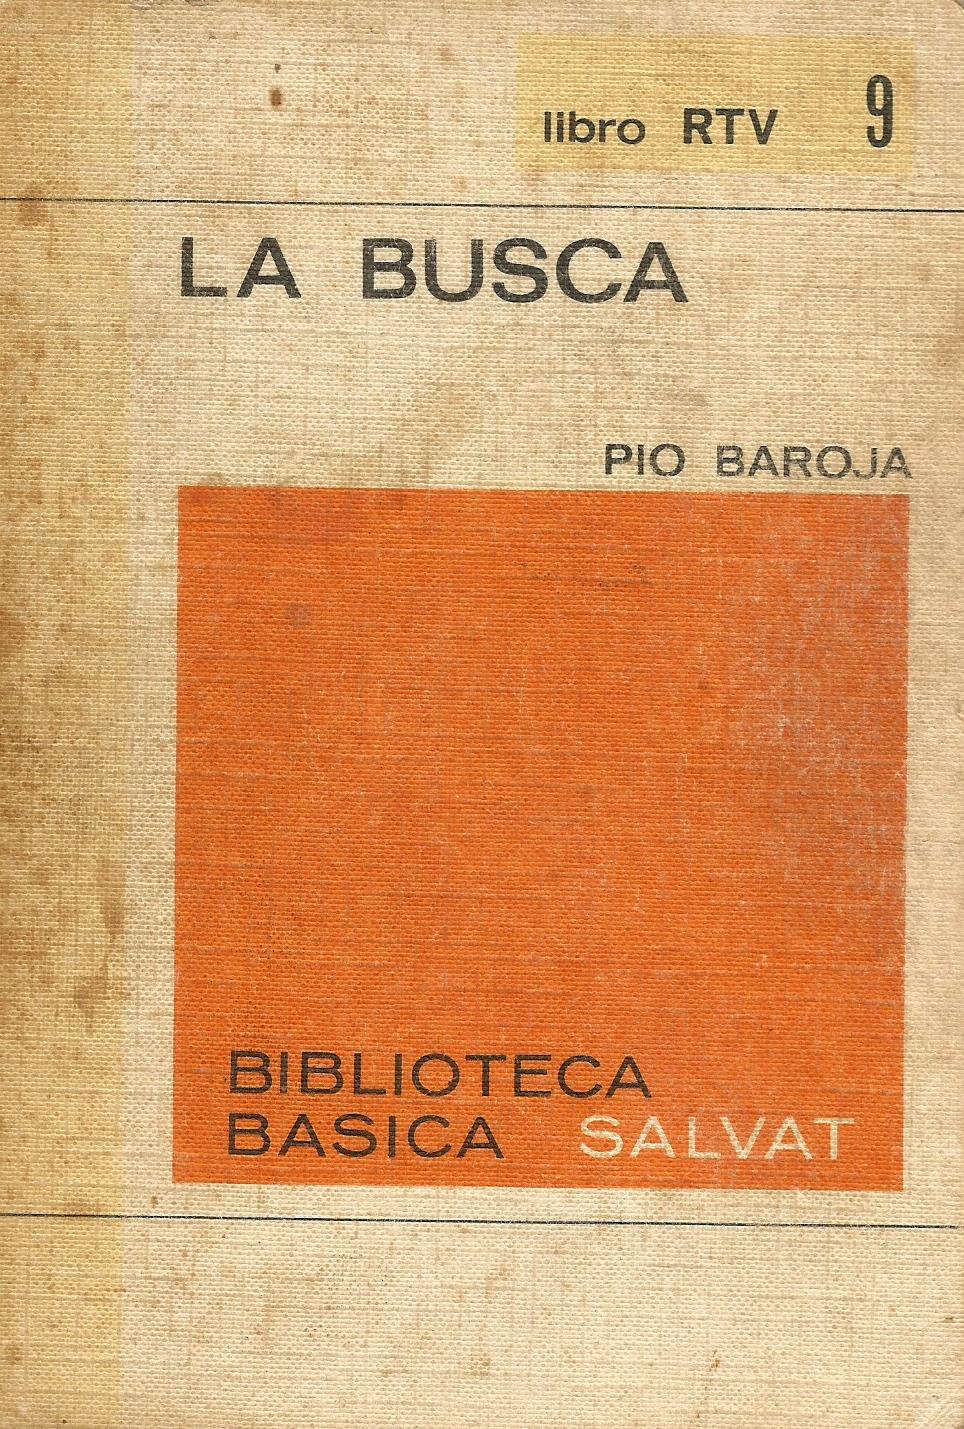 libro RTV 9
LA BUSCA
PIO BAROJA
BIBLIOTECA
BASICA SALVAT